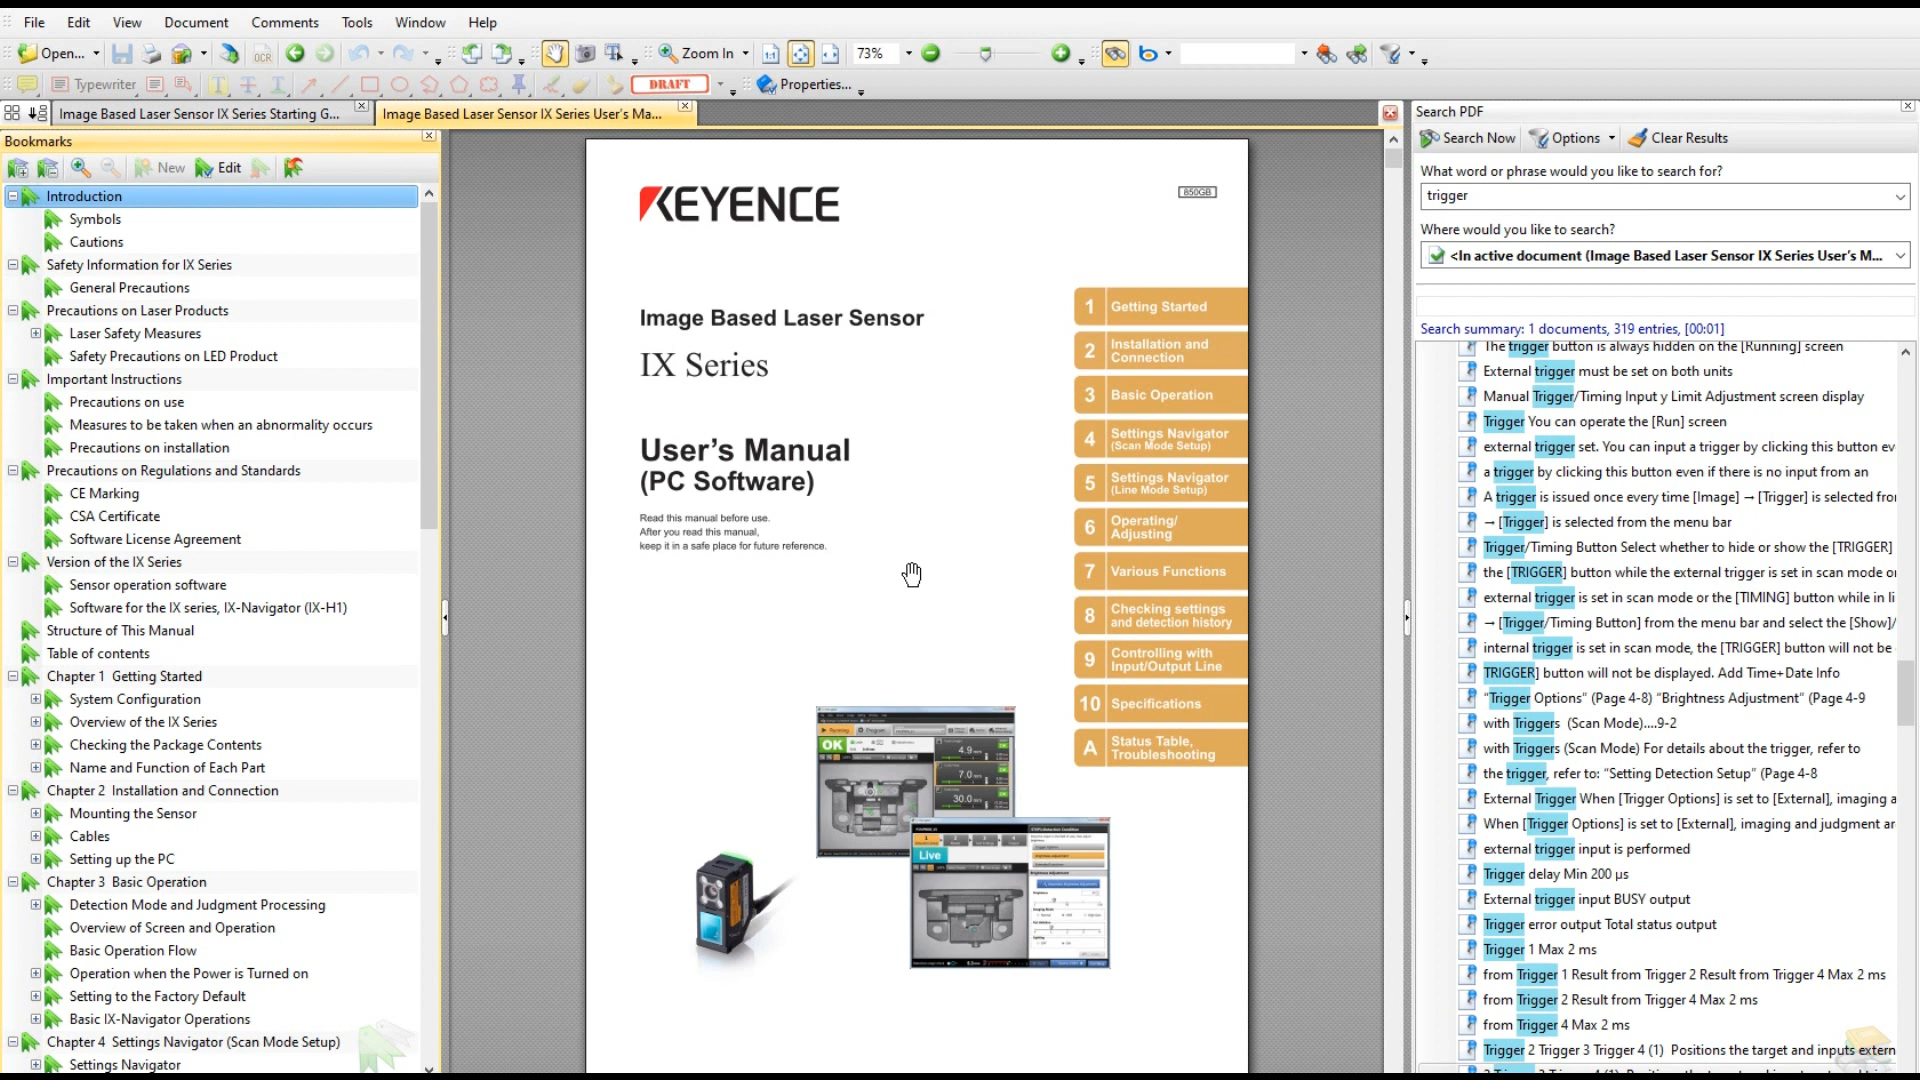 File Edit View Document Comments Tools Window Help
Open... OCR Zoom In 1:1 73%
Typewriter DRAFT Properties...
Image Based Laser Sensor IX Series Starting G...
Image Based Laser Sensor IX Series User's Ma...
Bookmarks
New Edit
Introduction
Symbols
Cautions
Safety Information for IX Series
General Precautions
Precautions on Laser Products
Laser Safety Measures
Safety Precautions on LED Product
Important Instructions
Precautions on use
Measures to be taken when an abnormality occurs
Precautions on installation
Precautions on Regulations and Standards
CE Marking
CSA Certificate
Software License Agreement
Version of the IX Series
Sensor operation software
Software for the IX series, IX-Navigator (IX-H1)
Structure of This Manual
Table of contents
Chapter 1 Getting Started
System Configuration
Overview of the IX Series
Checking the Package Contents
Name and Function of Each Part
Chapter 2 Installation and Connection
Mounting the Sensor
Cables
Setting up the PC
Chapter 3 Basic Operation
Detection Mode and Judgment Processing
Overview of Screen and Operation
Basic Operation Flow
Operation when the Power is Turned on
Setting to the Factory Default
Basic IX-Navigator Operations
Chapter 4 Settings Navigator (Scan Mode Setup)
Settings Navigator
KEYENCE
850GB
Image Based Laser Sensor
IX Series
User's Manual
(PC Software)
Read this manual before use.
After you read this manual,
keep it in a safe place for future reference.
1 Getting Started
2 Installation and
Connection
3 Basic Operation
4 Settings Navigator
(Scan Mode Setup)
5 Settings Navigator
(Line Mode Setup)
6 Operating/
Adjusting
7 Various Functions
8 Checking settings
and detection history
9 Controlling with
Input/Output Line
10 Specifications
A Status Table,
Troubleshooting
Running Program
OK
4.9
7.0
30.0
Live
Search PDF
Search Now Options Clear Results
What word or phrase would you like to search for?
trigger
Where would you like to search?
<In active document (Image Based Laser Sensor IX Series User's M...
Search summary: 1 documents, 319 entries, [00:01]
The trigger button is always hidden on the [Running] screen
External trigger must be set on both units
Manual Trigger/Timing Input y Limit Adjustment screen display
Trigger You can operate the [Run] screen
external trigger set. You can input a trigger by clicking this button ev
a trigger by clicking this button even if there is no input from an
A trigger is issued once every time [Image] → [Trigger] is selected fro
→ [Trigger] is selected from the menu bar
Trigger/Timing Button Select whether to hide or show the [TRIGGER]
the [TRIGGER] button while the external trigger is set in scan mode o
external trigger is set in scan mode or the [TIMING] button while in li
→ [Trigger/Timing Button] from the menu bar and select the [Show]/
internal trigger is set in scan mode, the [TRIGGER] button will not be
TRIGGER] button will not be displayed. Add Time+Date Info
"Trigger Options" (Page 4-8) "Brightness Adjustment" (Page 4-9
with Triggers (Scan Mode)....9-2
with Triggers (Scan Mode) For details about the trigger, refer to
the trigger, refer to: "Setting Detection Setup" (Page 4-8
External Trigger When [Trigger Options] is set to [External], imaging a
When [Trigger Options] is set to [External], imaging and judgment ar
external trigger input is performed
Trigger delay Min 200 µs
External trigger input BUSY output
Trigger error output Total status output
Trigger 1 Max 2 ms
from Trigger 1 Result from Trigger 2 Result from Trigger 4 Max 2 ms
from Trigger 2 Result from Trigger 4 Max 2 ms
from Trigger 4 Max 2 ms
Trigger 2 Trigger 3 Trigger 4 (1) Positions the target and inputs extern